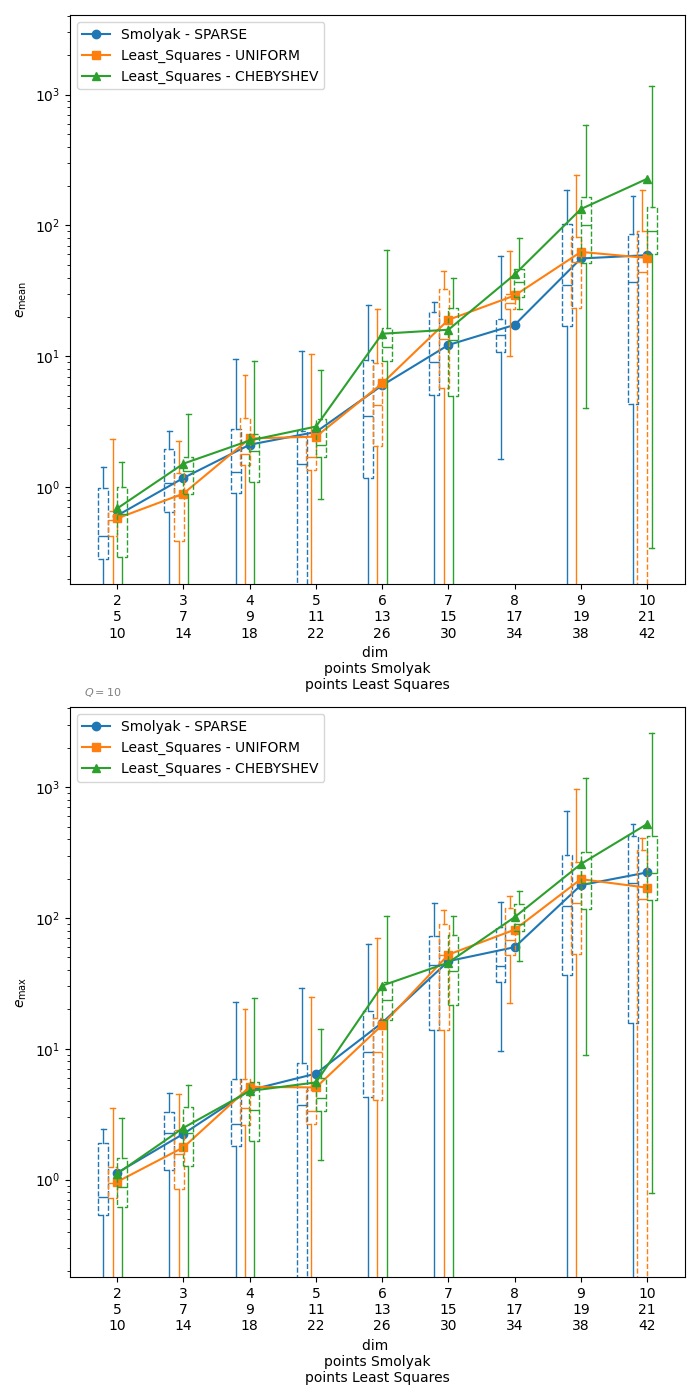 Smolyak - SPARSE
Least_Squares - UNIFORM
Least_Squares - CHEBYSHEV
10³
10²
10¹
10⁰
e_mean
2 3 4 5 6 7 8 9 10
5 7 9 11 13 15 17 19 21
10 14 18 22 26 30 34 38 42
dim
points Smolyak
points Least Squares
Q = 10
Smolyak - SPARSE
Least_Squares - UNIFORM
Least_Squares - CHEBYSHEV
10³
10²
10¹
10⁰
e_max
2 3 4 5 6 7 8 9 10
5 7 9 11 13 15 17 19 21
10 14 18 22 26 30 34 38 42
dim
points Smolyak
points Least Squares